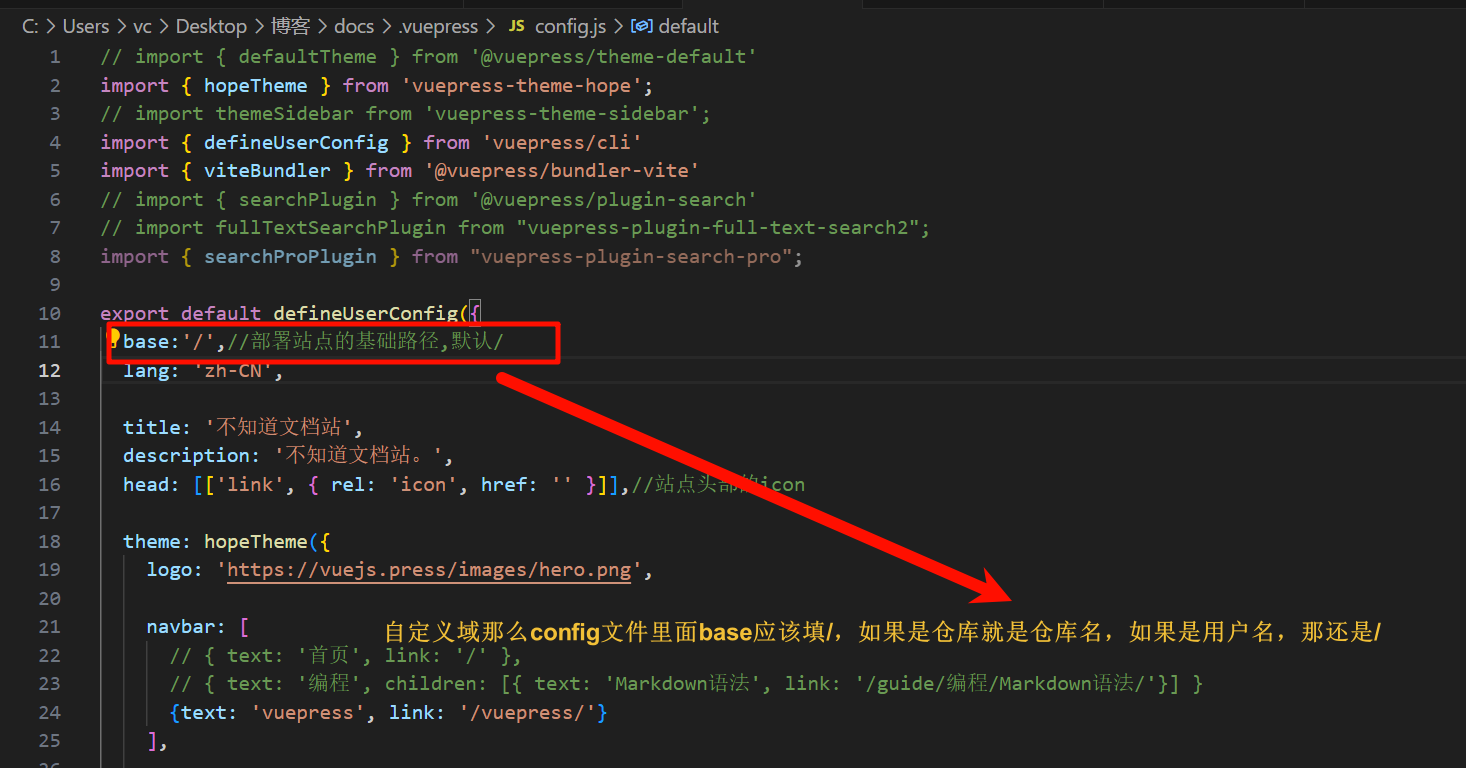 C: > Users > vc > Desktop > 博客 > docs > .vuepress > JS config.js > default
1 // import { defaultTheme } from '@vuepress/theme-default'
2 import { hopeTheme } from 'vuepress-theme-hope';
3 // import themeSidebar from 'vuepress-theme-sidebar';
4 import { defineUserConfig } from 'vuepress/cli'
5 import { viteBundler } from '@vuepress/bundler-vite'
6 // import { searchPlugin } from '@vuepress/plugin-search'
7 // import fullTextSearchPlugin from "vuepress-plugin-full-text-search2";
8 import { searchProPlugin } from "vuepress-plugin-search-pro";
9
10 export default defineUserConfig({
11 base:'/',//部署站点的基础路径,默认/
12 lang: 'zh-CN',
13
14 title: '不知道文档站',
15 description: '不知道文档站。',
16 head: [['link', { rel: 'icon', href: '' }]],//站点头部的icon
17
18 theme: hopeTheme({
19 logo: 'https://vuejs.press/images/hero.png',
20
21 navbar: [
自定义域那么config文件里面base应该填/，如果是仓库就是仓库名，如果是用户名，那还是/
22 // { text: '首页', link: '/' },
23 // { text: '编程', children: [{ text: 'Markdown语法', link: '/guide/编程/Markdown语法/'}] }
24 {text: 'vuepress', link: '/vuepress/'}
25 ],